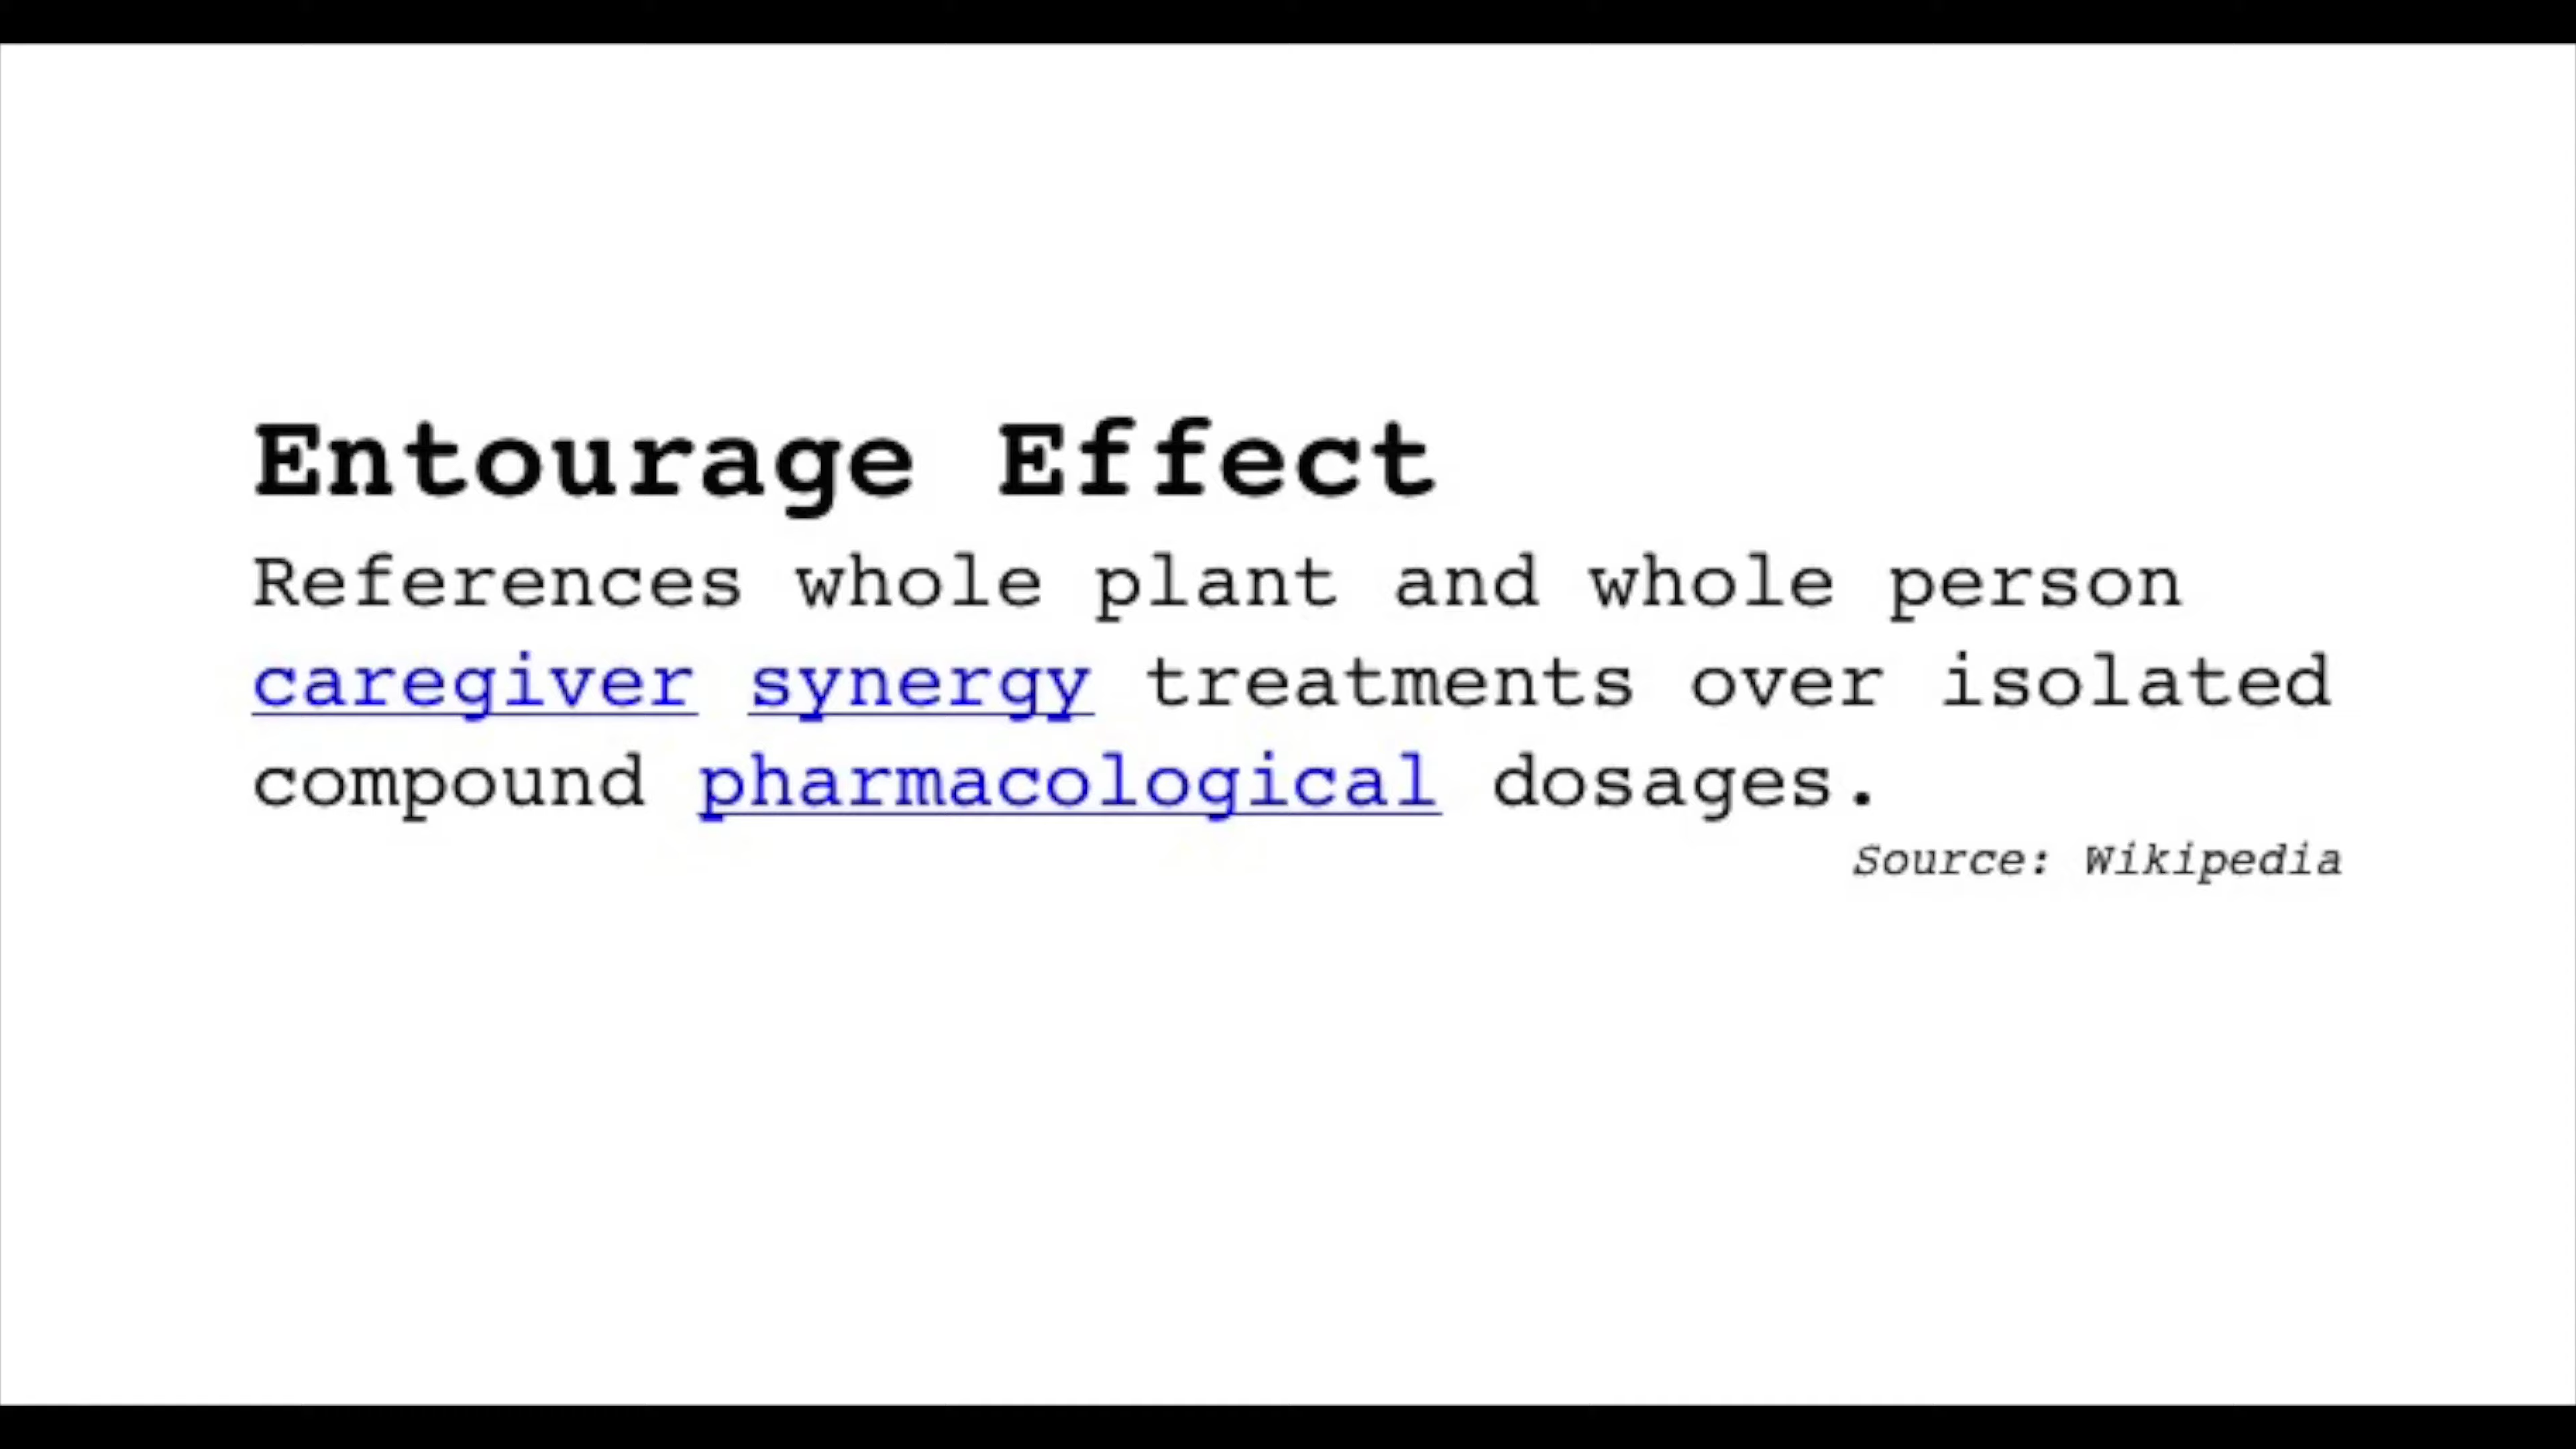 Entourage Effect
References whole plant and whole person
caregiver synergy treatments over isolated
compound pharmacological dosages.
Source: Wikipedia